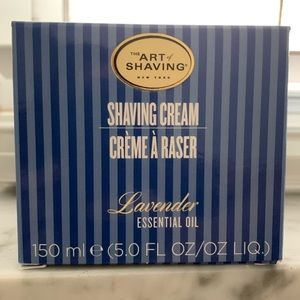 THE ART of
SHAVING®
NEW YORK
SHAVING CREAM
CRÈME À RASER
Lavender
ESSENTIAL OIL
150 ml e (5.0 FL OZ/OZ LIQ.)